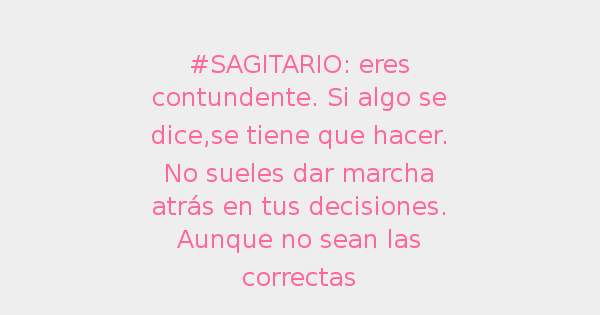 #SAGITARIO: eres
contundente. Si algo se
dice,se tiene que hacer.
No sueles dar marcha
atrás en tus decisiones.
Aunque no sean las
correctas